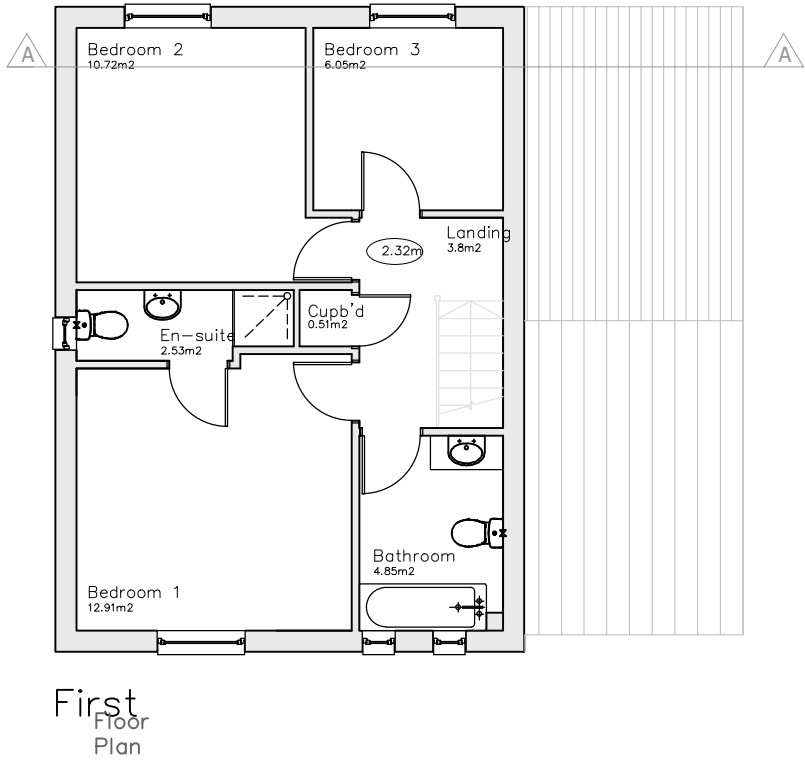 Bedroom 2
10.72m2
Bedroom 3
6.05m2
A
A
Landing
3.8m2
2.32m
Cupb'd
0.51m2
En-suite
2.53m2
Bathroom
4.85m2
Bedroom 1
12.91m2
First
Floor
Plan